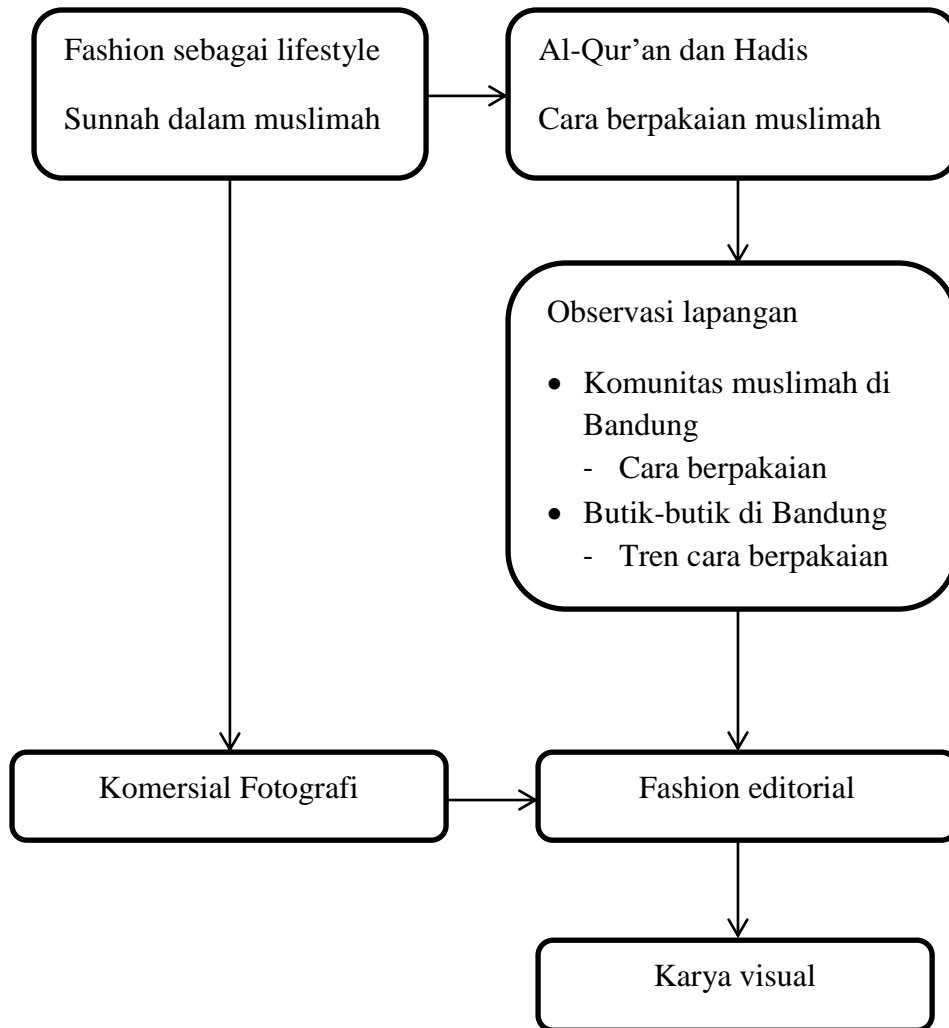 Fashion sebagai lifestyle
Sunnah dalam muslimah
Al-Qur’an dan Hadis
Cara berpakaian muslimah
Observasi lapangan
• Komunitas muslimah di
Bandung
- Cara berpakaian
• Butik-butik di Bandung
- Tren cara berpakaian
Komersial Fotografi
Fashion editorial
Karya visual